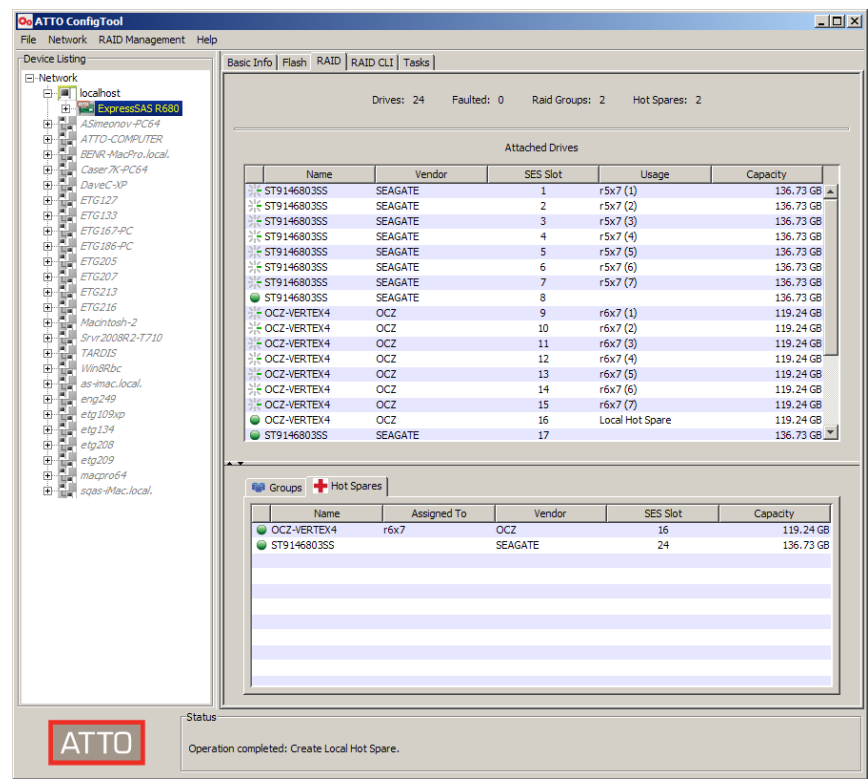 ATTO ConfigTool
File Network RAID Management Help
Device Listing
Network
localhost
ExpressSAS R680
ASimeonov-PC64
ATTO-COMPUTER
BENR-MacPro.local.
Caser7K-PC64
DaveC-XP
ETG127
ETG133
ETG167-PC
ETG186-PC
ETG205
ETG207
ETG213
ETG216
Macintosh-2
Srvr2008R2-T710
TARDIS
Win8Rbc
as-imac.local.
eng249
etg109xp
etg134
etg208
etg209
macpro64
sqas-iMac.local.
Basic Info Flash RAID RAID CLI Tasks
Drives: 24 Faulted: 0 Raid Groups: 2 Hot Spares: 2
Attached Drives
Name Vendor SES Slot Usage Capacity
ST9146803SS SEAGATE 1 r5x7 (1) 136.73 GB
ST9146803SS SEAGATE 2 r5x7 (2) 136.73 GB
ST9146803SS SEAGATE 3 r5x7 (3) 136.73 GB
ST9146803SS SEAGATE 4 r5x7 (4) 136.73 GB
ST9146803SS SEAGATE 5 r5x7 (5) 136.73 GB
ST9146803SS SEAGATE 6 r5x7 (6) 136.73 GB
ST9146803SS SEAGATE 7 r5x7 (7) 136.73 GB
ST9146803SS SEAGATE 8 136.73 GB
OCZ-VERTEX4 OCZ 9 r6x7 (1) 119.24 GB
OCZ-VERTEX4 OCZ 10 r6x7 (2) 119.24 GB
OCZ-VERTEX4 OCZ 11 r6x7 (3) 119.24 GB
OCZ-VERTEX4 OCZ 12 r6x7 (4) 119.24 GB
OCZ-VERTEX4 OCZ 13 r6x7 (5) 119.24 GB
OCZ-VERTEX4 OCZ 14 r6x7 (6) 119.24 GB
OCZ-VERTEX4 OCZ 15 r6x7 (7) 119.24 GB
OCZ-VERTEX4 OCZ 16 Local Hot Spare 119.24 GB
ST9146803SS SEAGATE 17 136.73 GB
Groups Hot Spares
Name Assigned To Vendor SES Slot Capacity
OCZ-VERTEX4 r6x7 OCZ 16 119.24 GB
ST9146803SS SEAGATE 24 136.73 GB
ATTO
Status
Operation completed: Create Local Hot Spare.